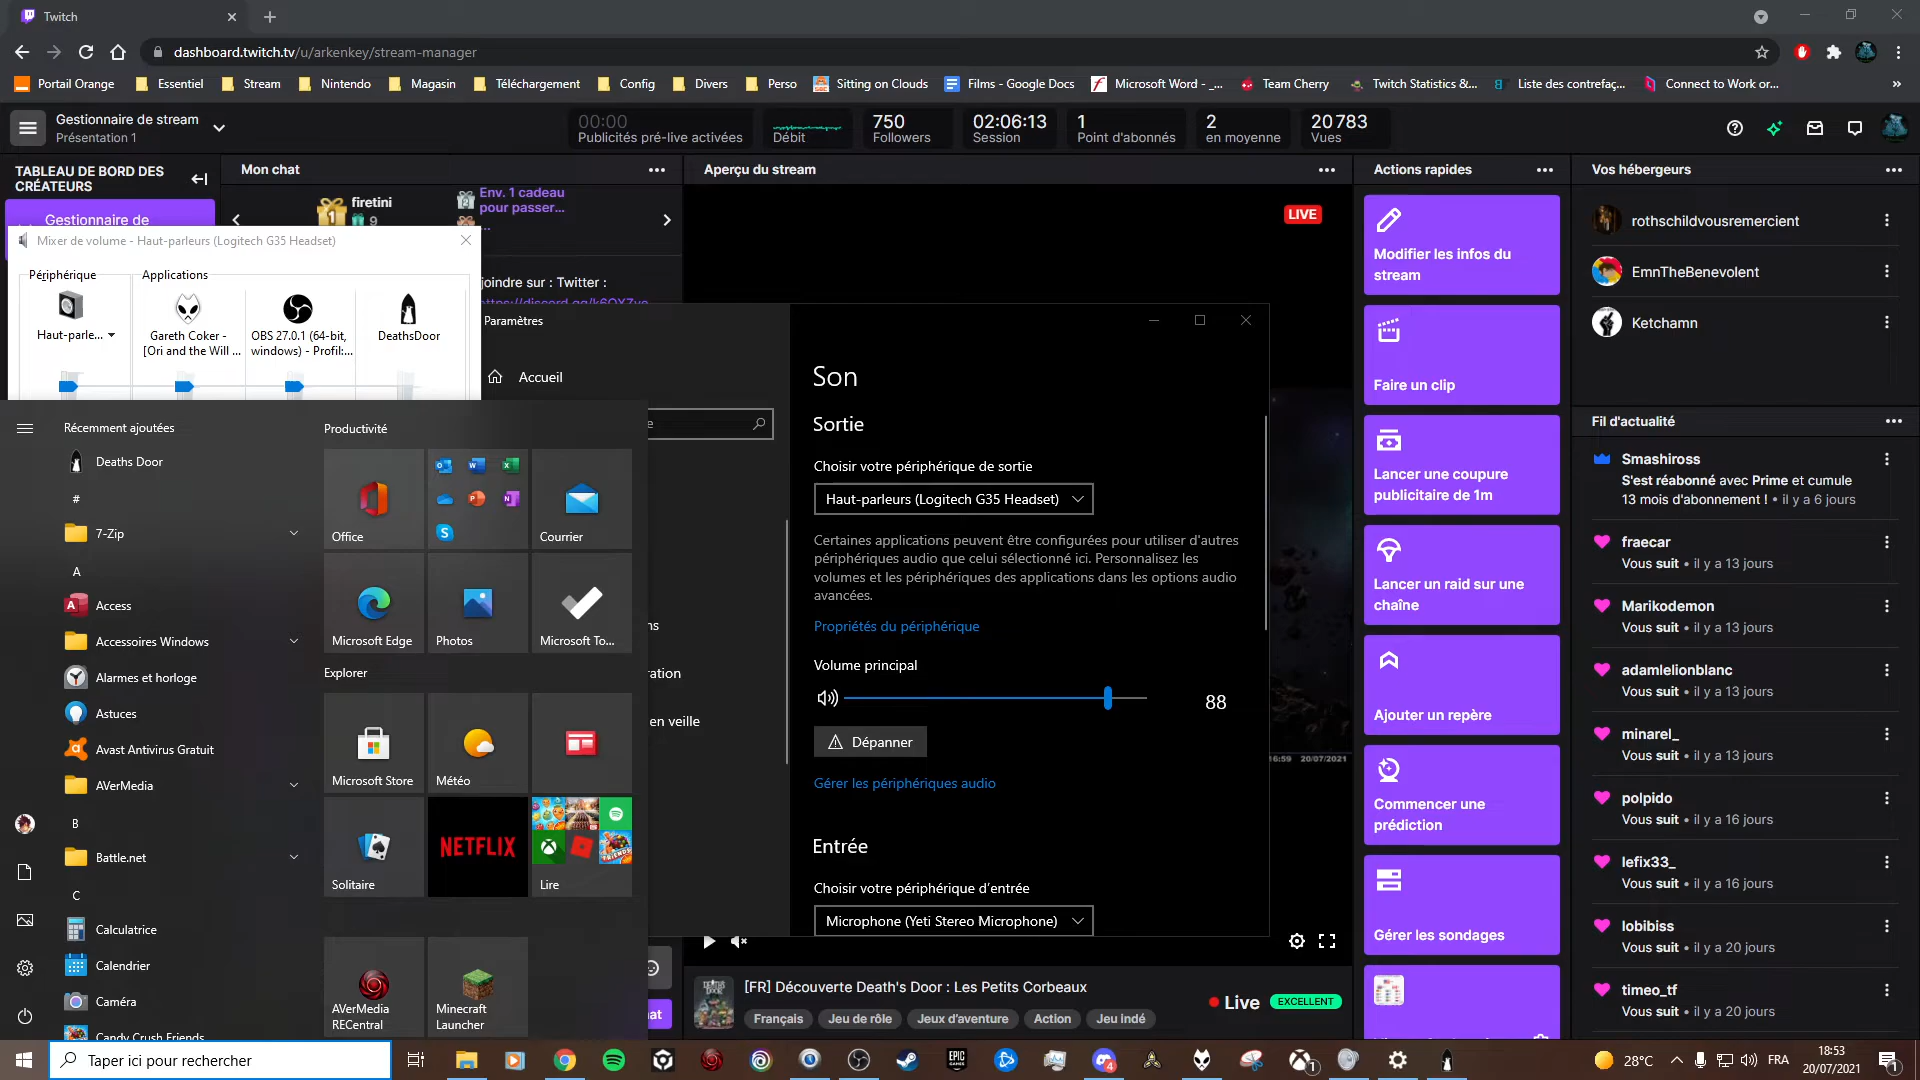 Twitch
dashboard.twitch.tv/u/arkenkey/stream-manager
Portail Orange
Essentiel
Stream
Nintendo
Magasin
Téléchargement
Config
Divers
Perso
Sitting on Clouds
Films - Google Docs
Microsoft Word - _...
Team Cherry
Twitch Statistics &...
Liste des contrefaç...
Connect to Work or...
»
Gestionnaire de stream
Présentation 1
00:00
Publicités pré-live activées
Débit
750
Followers
02:06:13
Session
1
Point d'abonnés
2
en moyenne
20 783
Vues
TABLEAU DE BORD DES
CRÉATEURS
Gestionnaire de
Mon chat
firetini
9
Env. 1 cadeau
pour passer...
joindre sur : Twitter :
Aperçu du stream
LIVE
Mixer de volume - Haut-parleurs (Logitech G35 Headset)
Périphérique
Applications
Haut-parle...
Gareth Coker -
[Ori and the Will ...
OBS 27.0.1 (64-bit,
windows) - Profil:...
DeathsDoor
Paramètres
Accueil
e
ns
ration
en veille
Son
Sortie
Choisir votre périphérique de sortie
Haut-parleurs (Logitech G35 Headset)
Certaines applications peuvent être configurées pour utiliser d'autres
périphériques audio que celui sélectionné ici. Personnalisez les
volumes et les périphériques des applications dans les options audio
avancées.
Propriétés du périphérique
Volume principal
88
Dépanner
Gérer les périphériques audio
Entrée
Choisir votre périphérique d'entrée
Microphone (Yeti Stereo Microphone)
Récemment ajoutées
Deaths Door
#
7-Zip
A
Access
Accessoires Windows
Alarmes et horloge
Astuces
Avast Antivirus Gratuit
AVerMedia
B
Battle.net
C
Calculatrice
Calendrier
Caméra
Candy Crush Friends
Productivité
Office
Courrier
Microsoft Edge
Photos
Microsoft To...
Explorer
Microsoft Store
Météo
Solitaire
NETFLIX
Lire
AVerMedia
RECentral
Minecraft
Launcher
at
16:59 20/07/2021
[FR] Découverte Death's Door : Les Petits Corbeaux
Français
Jeu de rôle
Jeux d'aventure
Action
Jeu indé
Live
EXCELLENT
Actions rapides
Modifier les infos du
stream
Faire un clip
Lancer une coupure
publicitaire de 1m
Lancer un raid sur une
chaîne
Ajouter un repère
Commencer une
prédiction
Gérer les sondages
Vos hébergeurs
rothschildvousremercient
EmnTheBenevolent
Ketchamn
Fil d'actualité
Smashiross
S'est réabonné avec Prime et cumule
13 mois d'abonnement ! • il y a 6 jours
fraecar
Vous suit • il y a 13 jours
Marikodemon
Vous suit • il y a 13 jours
adamlelionblanc
Vous suit • il y a 13 jours
minarel_
Vous suit • il y a 13 jours
polpido
Vous suit • il y a 16 jours
lefix33_
Vous suit • il y a 16 jours
lobibiss
Vous suit • il y a 20 jours
timeo_tf
Vous suit • il y a 20 jours
Taper ici pour rechercher
EPIC
GAMES
4
1
28°C
FRA
18:53
20/07/2021
1